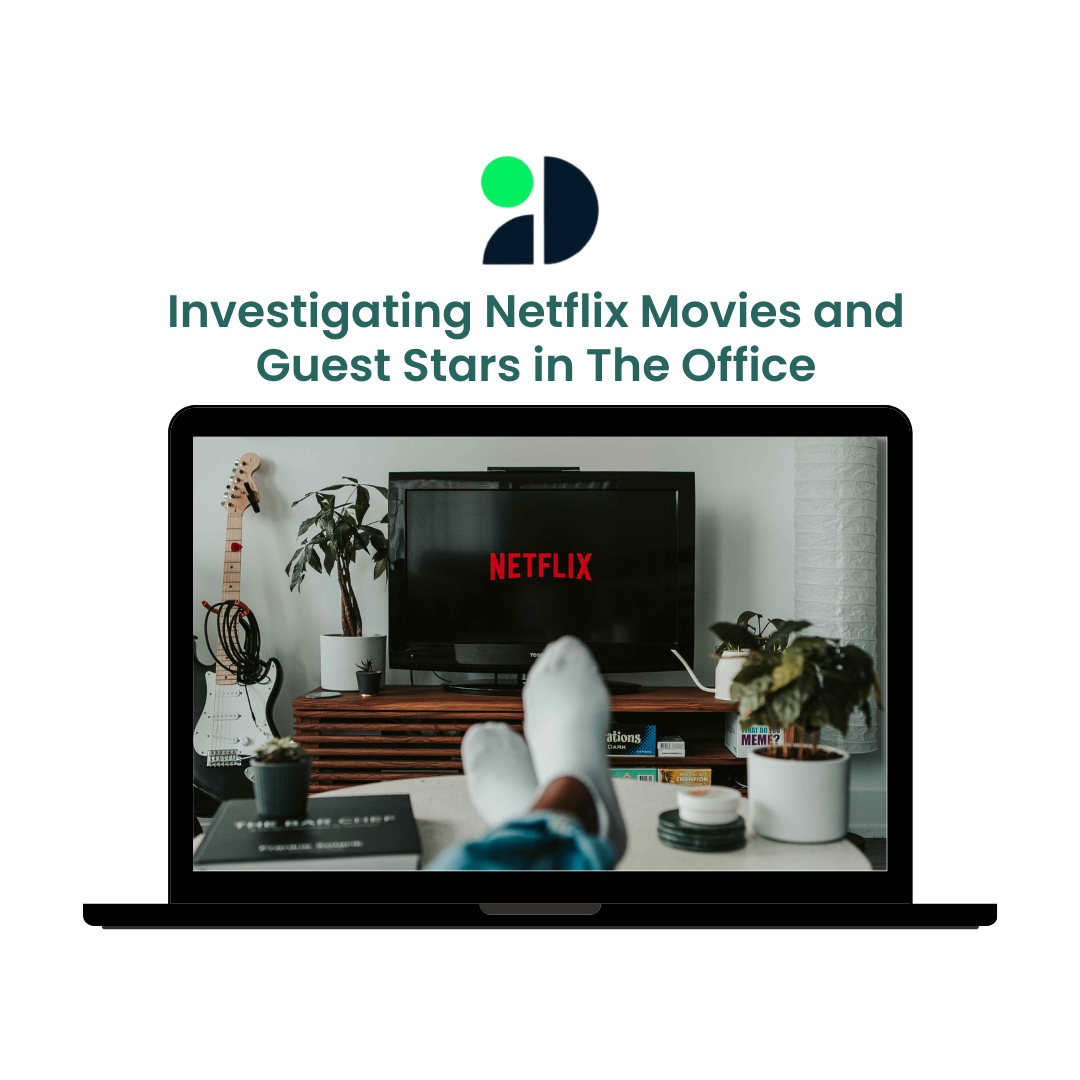 Investigating Netflix Movies and
Guest Stars in The Office
NETFLIX
WHAT DO YOU
MEME?
ations
DARK
CHAMPION
THE BAR CHEF